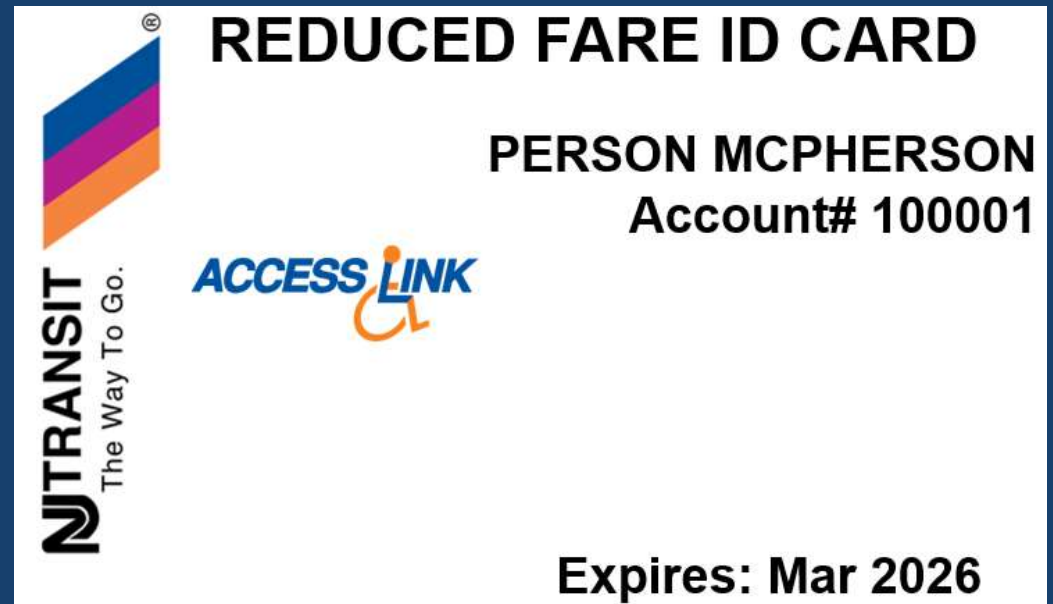 REDUCED FARE ID CARD
PERSON MCPHERSON
Account# 100001
ACCESS LINK
NJTRANSIT
The Way To Go.
®
Expires: Mar 2026